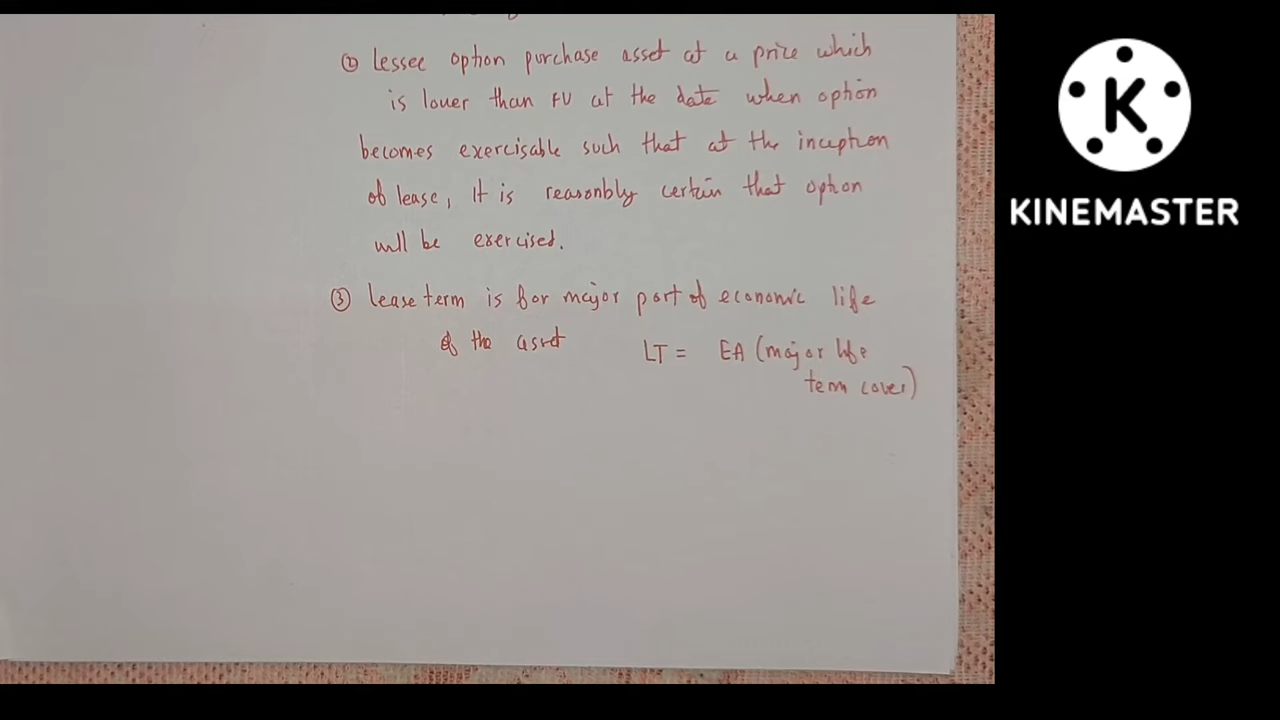 ② lessee option purchase asset at a price which
is lower than FV at the date when option
becomes exercisable such that at the inception
of lease, it is reasonbly certain that option
will be exercised.
③ Lease term is for major part of economic life
of the asset
LT = EA (major life
term cover)
K
KINEMASTER